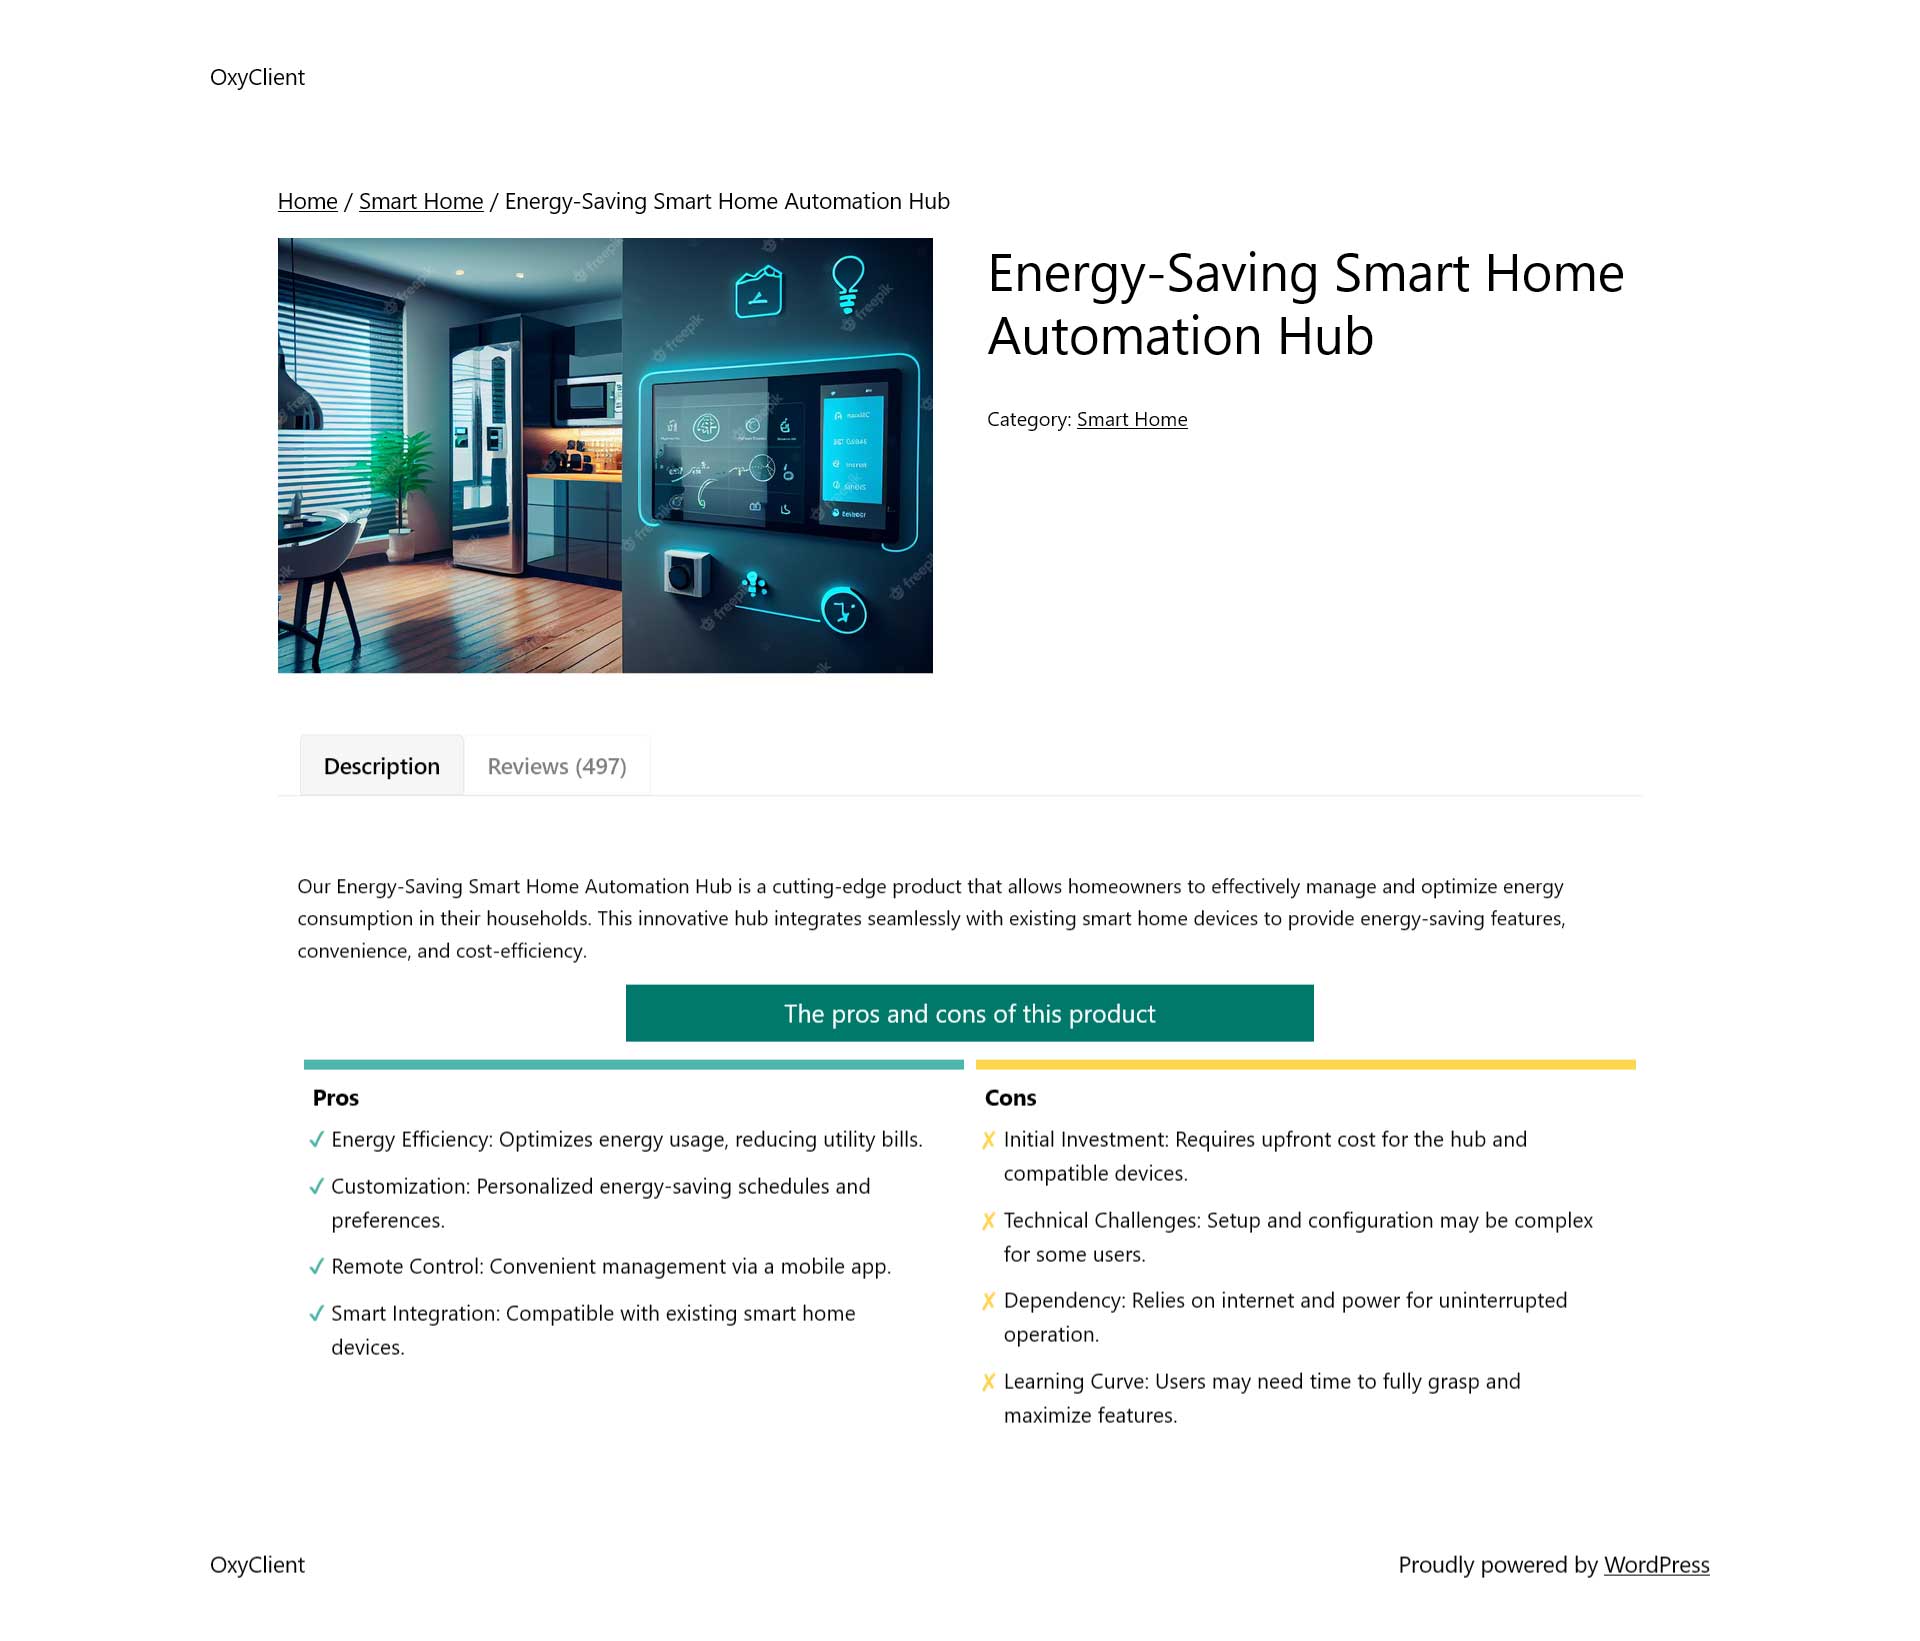 OxyClient
Home / Smart Home / Energy-Saving Smart Home Automation Hub
freepik
Energy-Saving Smart Home
Automation Hub
Category: Smart Home
Description
Reviews (497)
Our Energy-Saving Smart Home Automation Hub is a cutting-edge product that allows homeowners to effectively manage and optimize energy
consumption in their households. This innovative hub integrates seamlessly with existing smart home devices to provide energy-saving features,
convenience, and cost-efficiency.
The pros and cons of this product
Pros
✓ Energy Efficiency: Optimizes energy usage, reducing utility bills.
✓ Customization: Personalized energy-saving schedules and
preferences.
✓ Remote Control: Convenient management via a mobile app.
✓ Smart Integration: Compatible with existing smart home
devices.
Cons
✗ Initial Investment: Requires upfront cost for the hub and
compatible devices.
✗ Technical Challenges: Setup and configuration may be complex
for some users.
✗ Dependency: Relies on internet and power for uninterrupted
operation.
✗ Learning Curve: Users may need time to fully grasp and
maximize features.
OxyClient
Proudly powered by WordPress